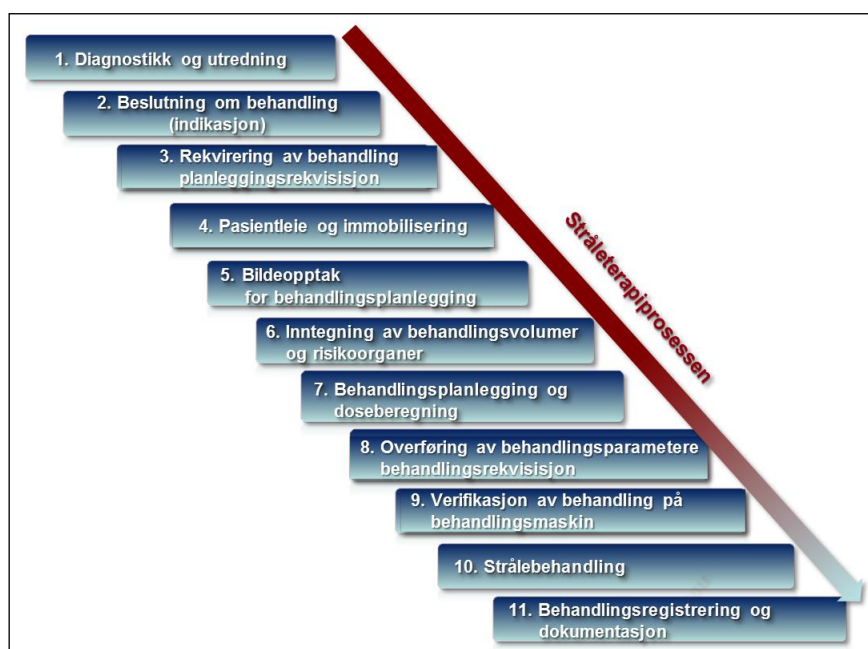 1. Diagnostikk og utredning
2. Beslutning om behandling
(indikasjon)
3. Rekvirering av behandling
planleggingsrekvisisjon
4. Pasientleie og immobilisering
5. Bildeopptak
for behandlingsplanlegging
6. Inntegning av behandlingsvolumer
og risikoorganer
7. Behandlingsplanlegging og
doseberegning
8. Overføring av behandlingsparametere
behandlingsrekvisisjon
9. Verifikasjon av behandling på
behandlingsmaskin
10. Strålebehandling
11. Behandlingsregistrering og
dokumentasjon
Stråleterapiprosessen